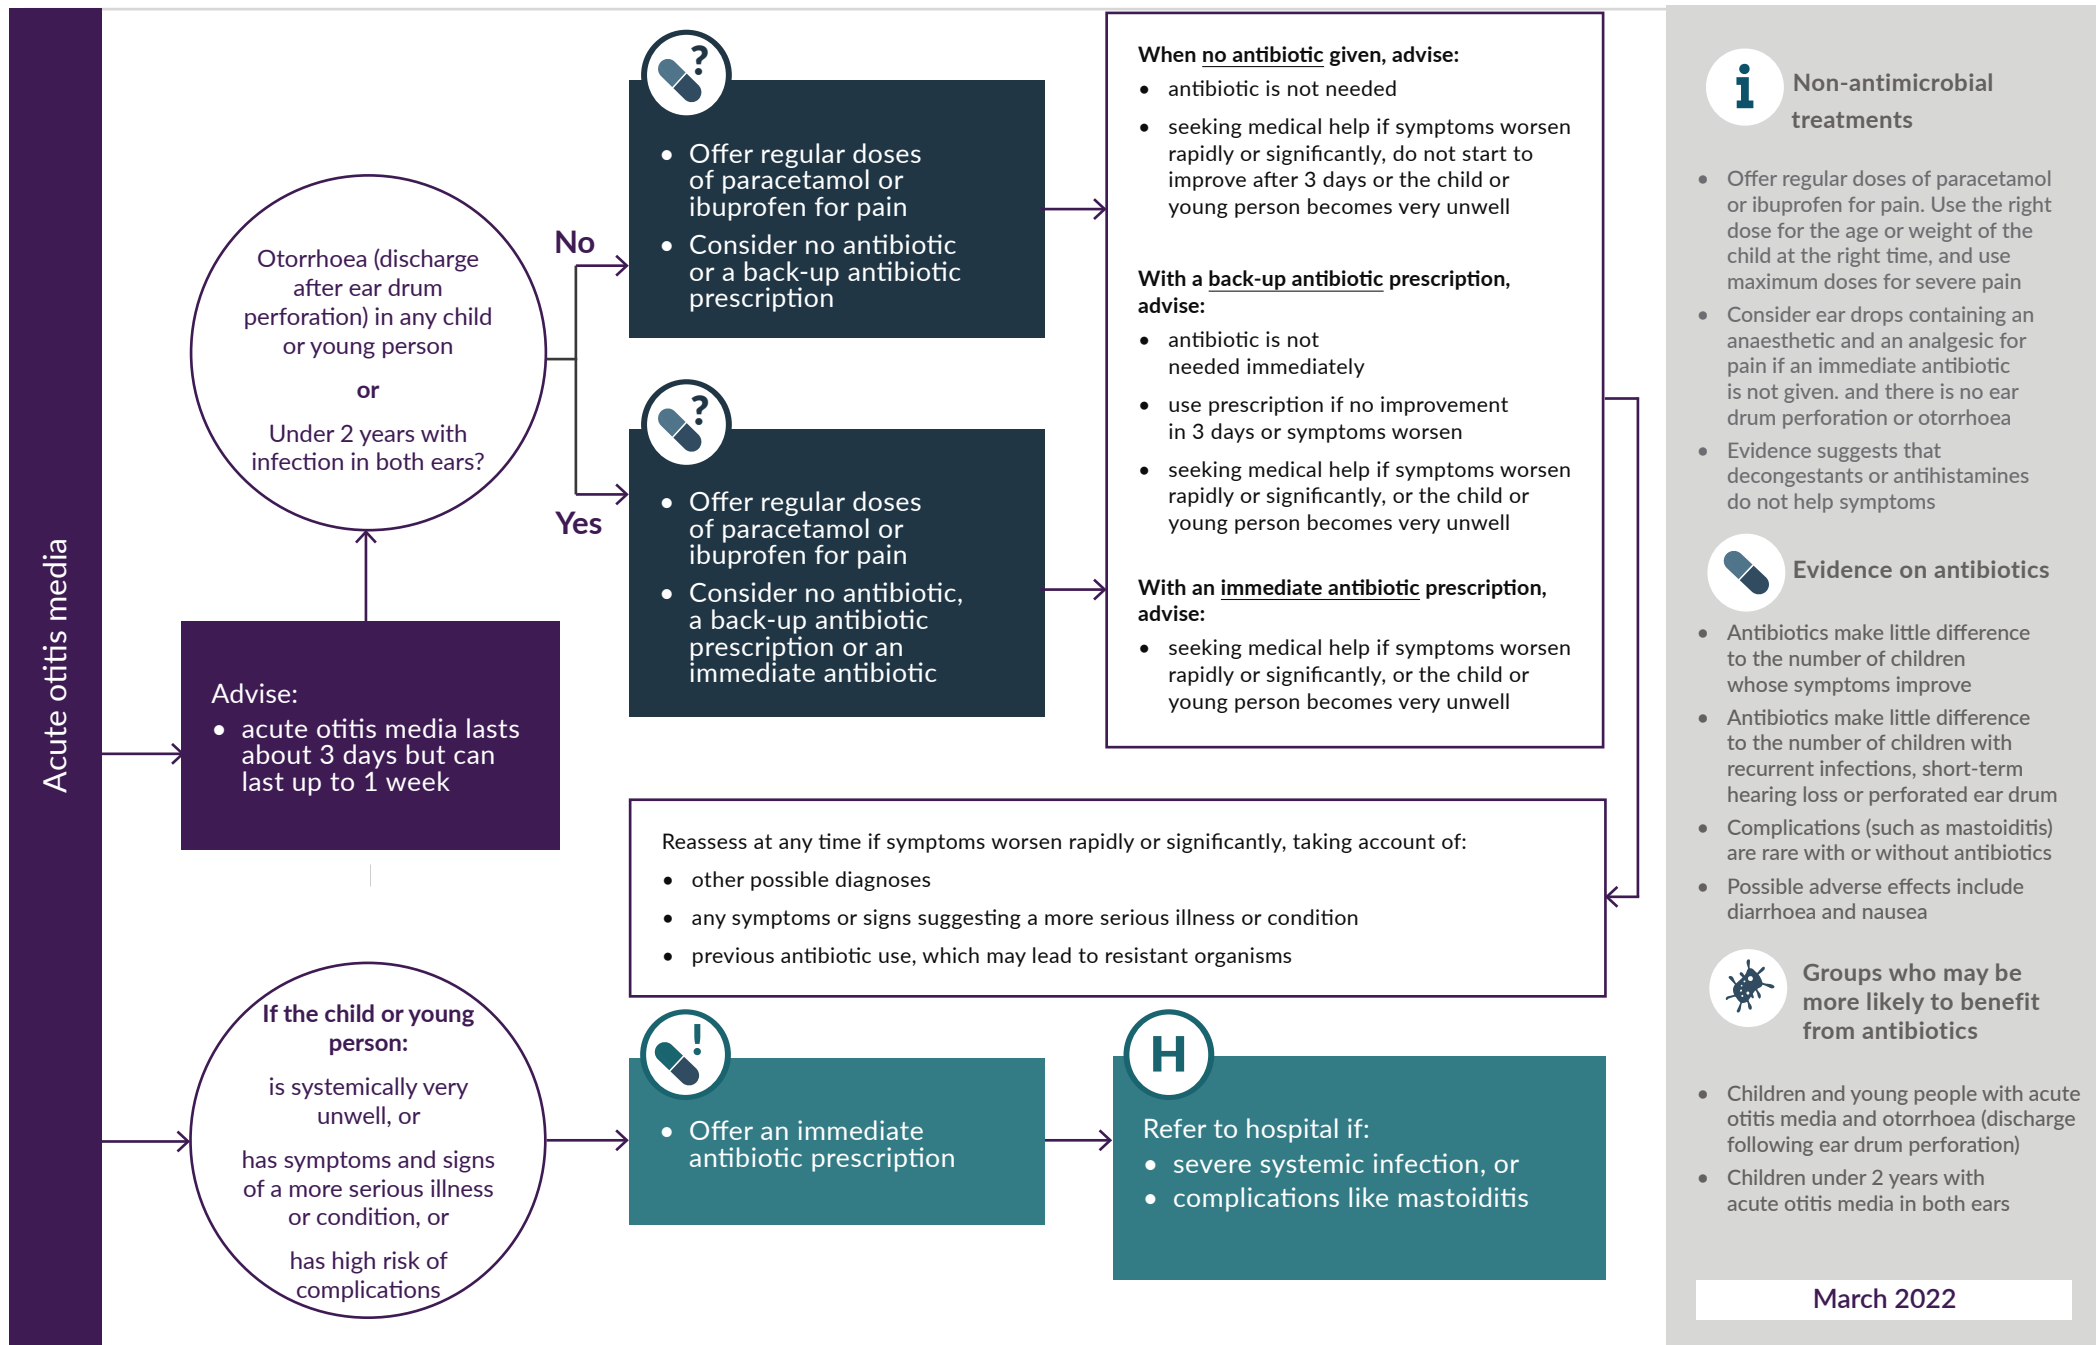 Acute otitis media
Advise:
• acute otitis media lasts
about 3 days but can
last up to 1 week
Otorrhoea (discharge
after ear drum
perforation) in any child
or young person
or
Under 2 years with
infection in both ears?
No
Yes
?
• Offer regular doses
of paracetamol or
ibuprofen for pain
• Consider no antibiotic
or a back-up antibiotic
prescription
?
• Offer regular doses
of paracetamol or
ibuprofen for pain
• Consider no antibiotic,
a back-up antibiotic
prescription or an
immediate antibiotic
When no antibiotic given, advise:
• antibiotic is not needed
• seeking medical help if symptoms worsen
rapidly or significantly, do not start to
improve after 3 days or the child or
young person becomes very unwell
With a back-up antibiotic prescription,
advise:
• antibiotic is not
needed immediately
• use prescription if no improvement
in 3 days or symptoms worsen
• seeking medical help if symptoms worsen
rapidly or significantly, or the child or
young person becomes very unwell
With an immediate antibiotic prescription,
advise:
• seeking medical help if symptoms worsen
rapidly or significantly, or the child or
young person becomes very unwell
Reassess at any time if symptoms worsen rapidly or significantly, taking account of:
• other possible diagnoses
• any symptoms or signs suggesting a more serious illness or condition
• previous antibiotic use, which may lead to resistant organisms
If the child or young
person:
is systemically very
unwell, or
has symptoms and signs
of a more serious illness
or condition, or
has high risk of
complications
!
• Offer an immediate
antibiotic prescription
H
Refer to hospital if:
• severe systemic infection, or
• complications like mastoiditis
i
Non-antimicrobial
treatments
• Offer regular doses of paracetamol
or ibuprofen for pain. Use the right
dose for the age or weight of the
child at the right time, and use
maximum doses for severe pain
• Consider ear drops containing an
anaesthetic and an analgesic for
pain if an immediate antibiotic
is not given. and there is no ear
drum perforation or otorrhoea
• Evidence suggests that
decongestants or antihistamines
do not help symptoms
Evidence on antibiotics
• Antibiotics make little difference
to the number of children
whose symptoms improve
• Antibiotics make little difference
to the number of children with
recurrent infections, short-term
hearing loss or perforated ear drum
• Complications (such as mastoiditis)
are rare with or without antibiotics
• Possible adverse effects include
diarrhoea and nausea
Groups who may be
more likely to benefit
from antibiotics
• Children and young people with acute
otitis media and otorrhoea (discharge
following ear drum perforation)
• Children under 2 years with
acute otitis media in both ears
March 2022